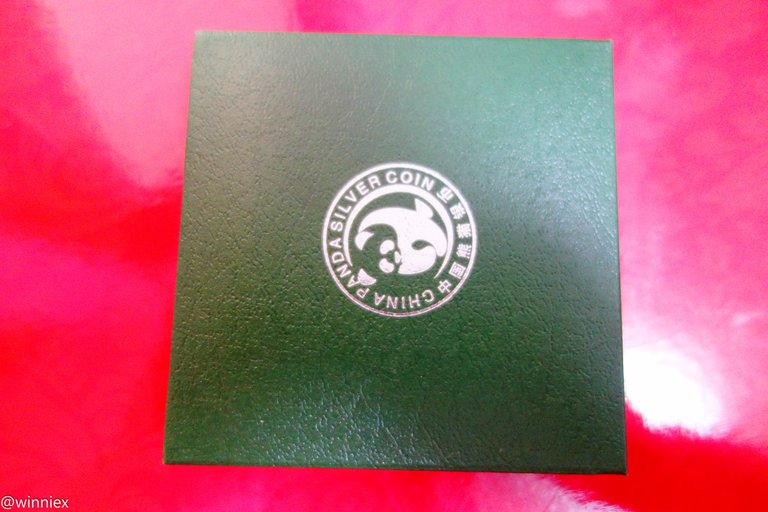 CHINA PANDA SILVER COIN
中国熊猫银币
@winniex